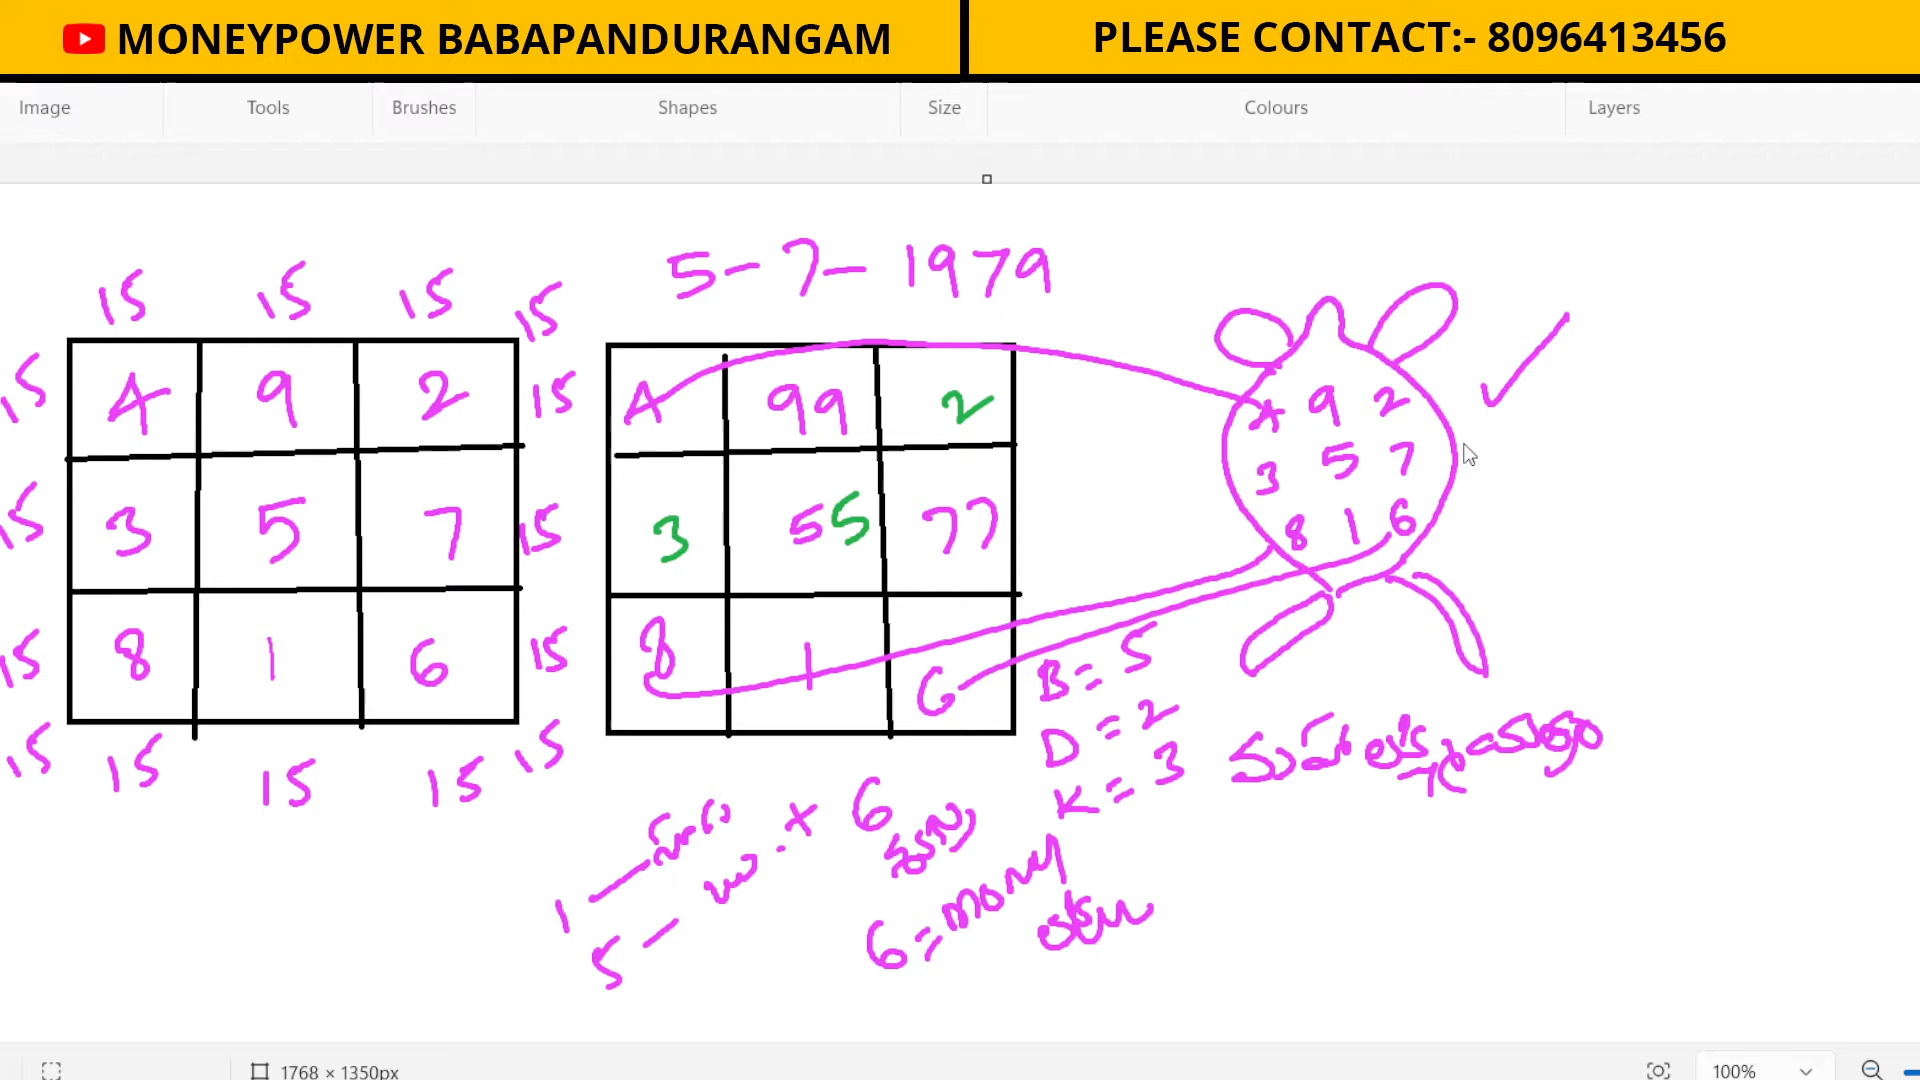 MONEYPOWER BABAPANDURANGAM
PLEASE CONTACT:- 8096413456
Image Tools Brushes Shapes Size Colours Layers
5-7-1979
15 15 15 15
15 4 9 2 15
15 3 5 7 15
15 8 1 6 15
15 15 15 15 15
4 99 2
3 55 77
8 1 6
4 9 2
3 5 7
8 1 6
B = 5
D = 2
K = 3
1 —
5 —
x 6
6 = money
1768 × 1350px
100%